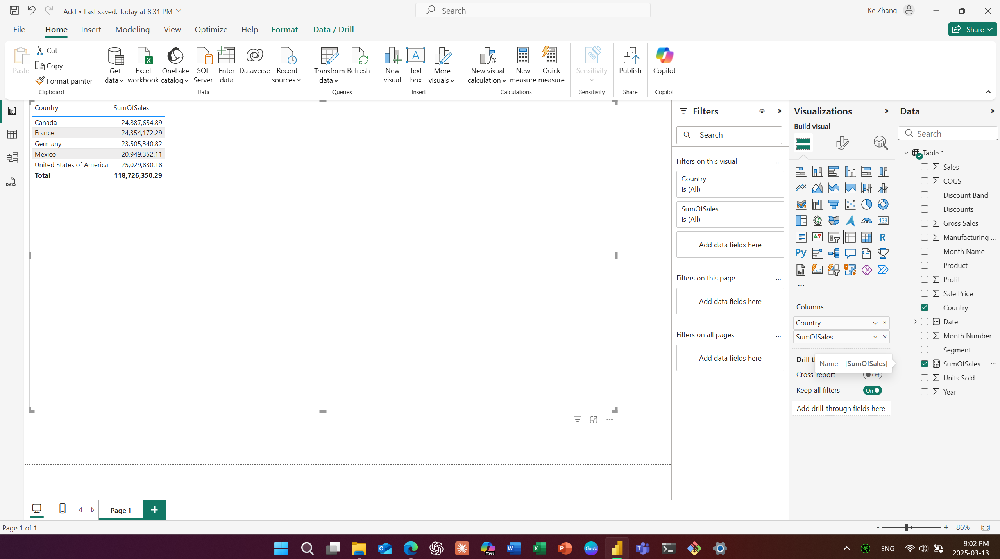 Add • Last saved: Today at 8:31 PM
Search
Ke Zhang
File
Home
Insert
Modeling
View
Optimize
Help
Format
Data / Drill
Share
Paste
Cut
Copy
Format painter
Clipboard
Get data
Excel workbook
OneLake catalog
SQL Server
Enter data
Dataverse
Recent sources
Data
Transform data
Refresh
Queries
New visual
Text box
More visuals
Insert
New visual calculation
New measure
Quick measure
Calculations
Sensitivity
Sensitivity
Publish
Share
Copilot
Copilot
DAX
Country SumOfSales
Canada 24,887,654.89
France 24,354,172.29
Germany 23,505,340.82
Mexico 20,949,352.11
United States of America 25,029,830.18
Total 118,726,350.29
Filters
Search
Filters on this visual
Country
is (All)
SumOfSales
is (All)
Add data fields here
Filters on this page
Add data fields here
Filters on all pages
Add data fields here
Visualizations
Build visual
123
R
Py
123
Columns
Country
SumOfSales
Drill t
Name [SumOfSales]
Cross-report Off
Keep all filters On
Add drill-through fields here
Data
Search
Table 1
Sales
COGS
Discount Band
Discounts
Gross Sales
Manufacturing ...
Month Name
Product
Profit
Sale Price
Country
Date
Month Number
Segment
SumOfSales
Units Sold
Year
Page 1
Page 1 of 1
- + 86%
M365
Canva
ENG
9:02 PM
2025-03-13